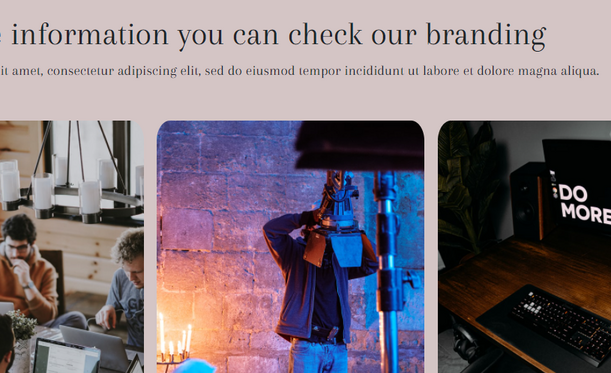 information you can check our branding
it amet, consectetur adipiscing elit, sed do eiusmod tempor incididunt ut labore et dolore magna aliqua.
DO
MORE